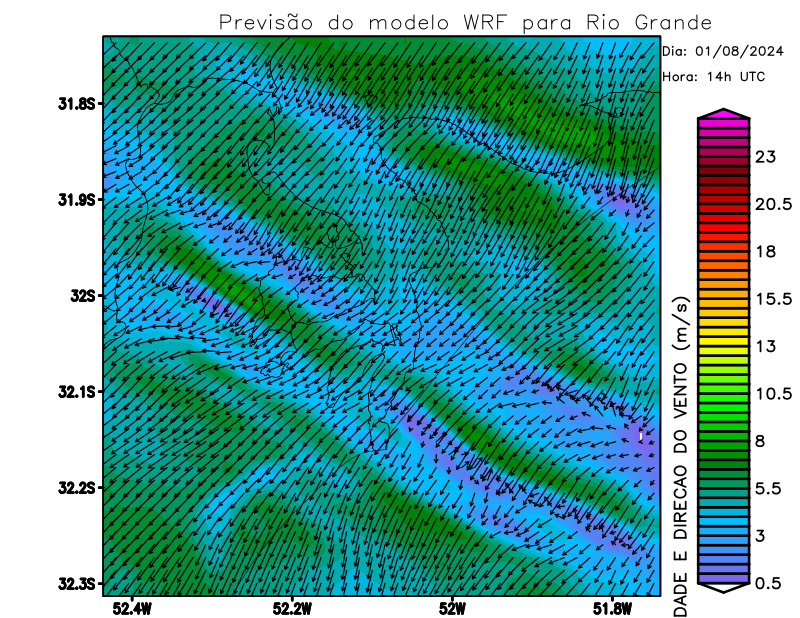 Previsão do modelo WRF para Rio Grande
Dia: 01/08/2024
Hora: 14h UTC
31.8S
31.9S
32S
32.1S
32.2S
32.3S
52.4W
52.2W
52W
51.8W
23
20.5
18
15.5
13
10.5
8
5.5
3
0.5
DADE E DIRECAO DO VENTO (m/s)